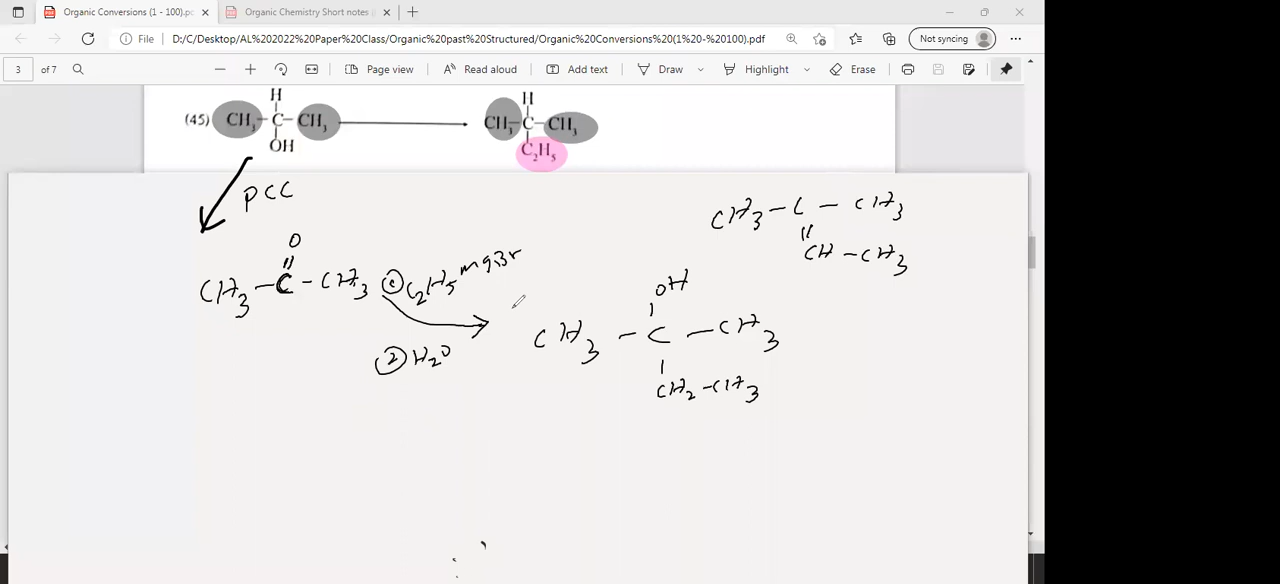 Organic Conversions (1 - 100).pc
Organic Chemistry Short notes (
File
D:/C/Desktop/AL%202022%20Paper%20Class/Organic%20past%20Structured/Organic%20Conversions%20(1%20-%20100).pdf
Not syncing
3 of 7
Page view
Read aloud
Add text
Draw
Highlight
Erase
H H
(45) CH₃-C-CH₃ CH₃-C-CH₃
OH C₂H₅
PCC
CH₃-C-CH₃
CH-CH₃
O
CH₃-C-CH₃ ① C₂H₅MgBr
② H₂O
OH
CH₃-C-CH₃
CH₂-CH₃